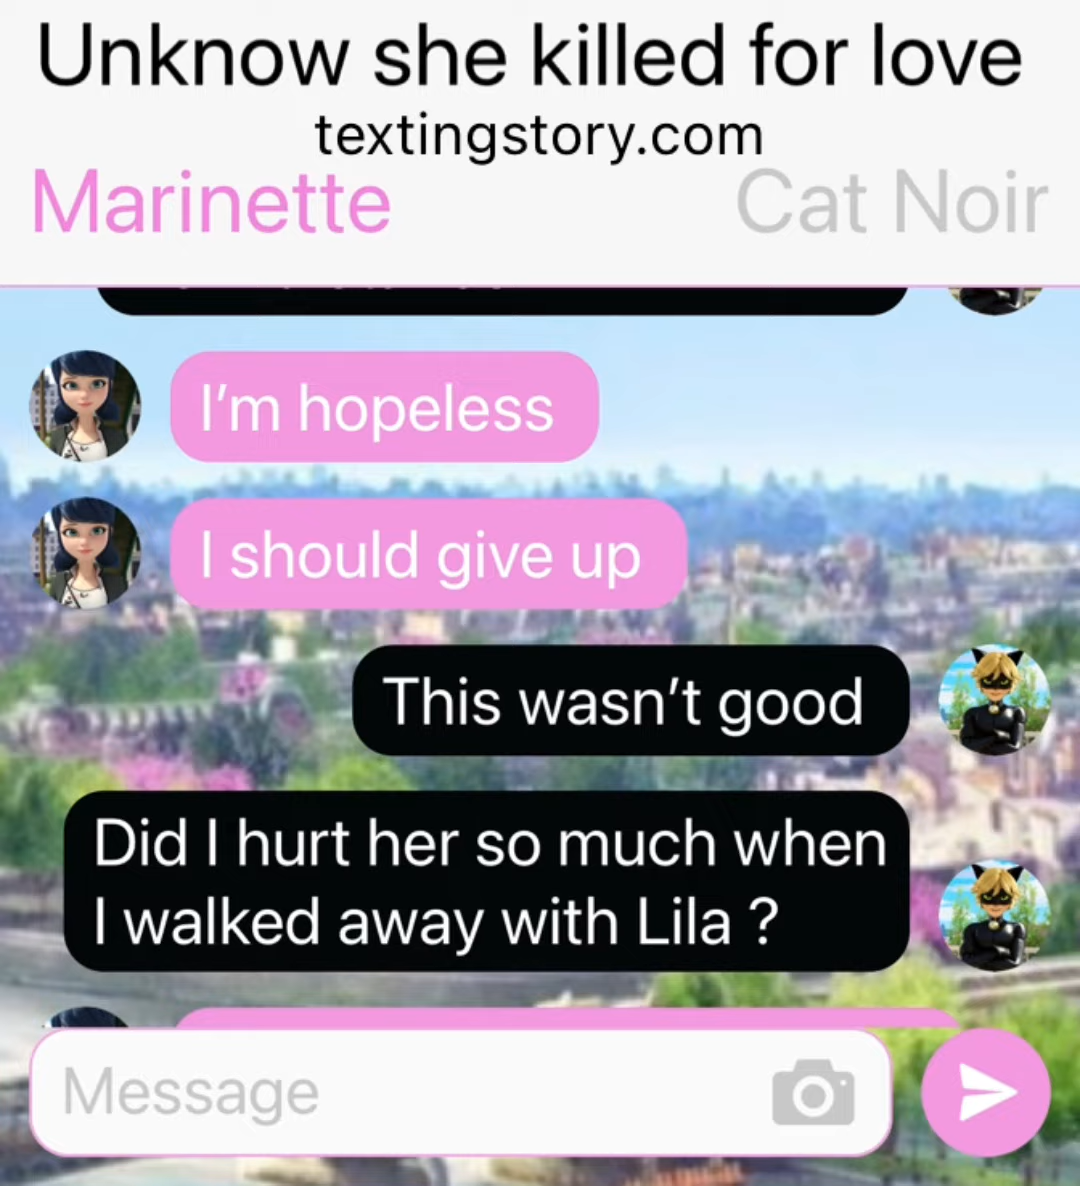 Unknow she killed for love
textingstory.com
Marinette Cat Noir
I'm hopeless
I should give up
This wasn't good
Did I hurt her so much when
I walked away with Lila ?
Message